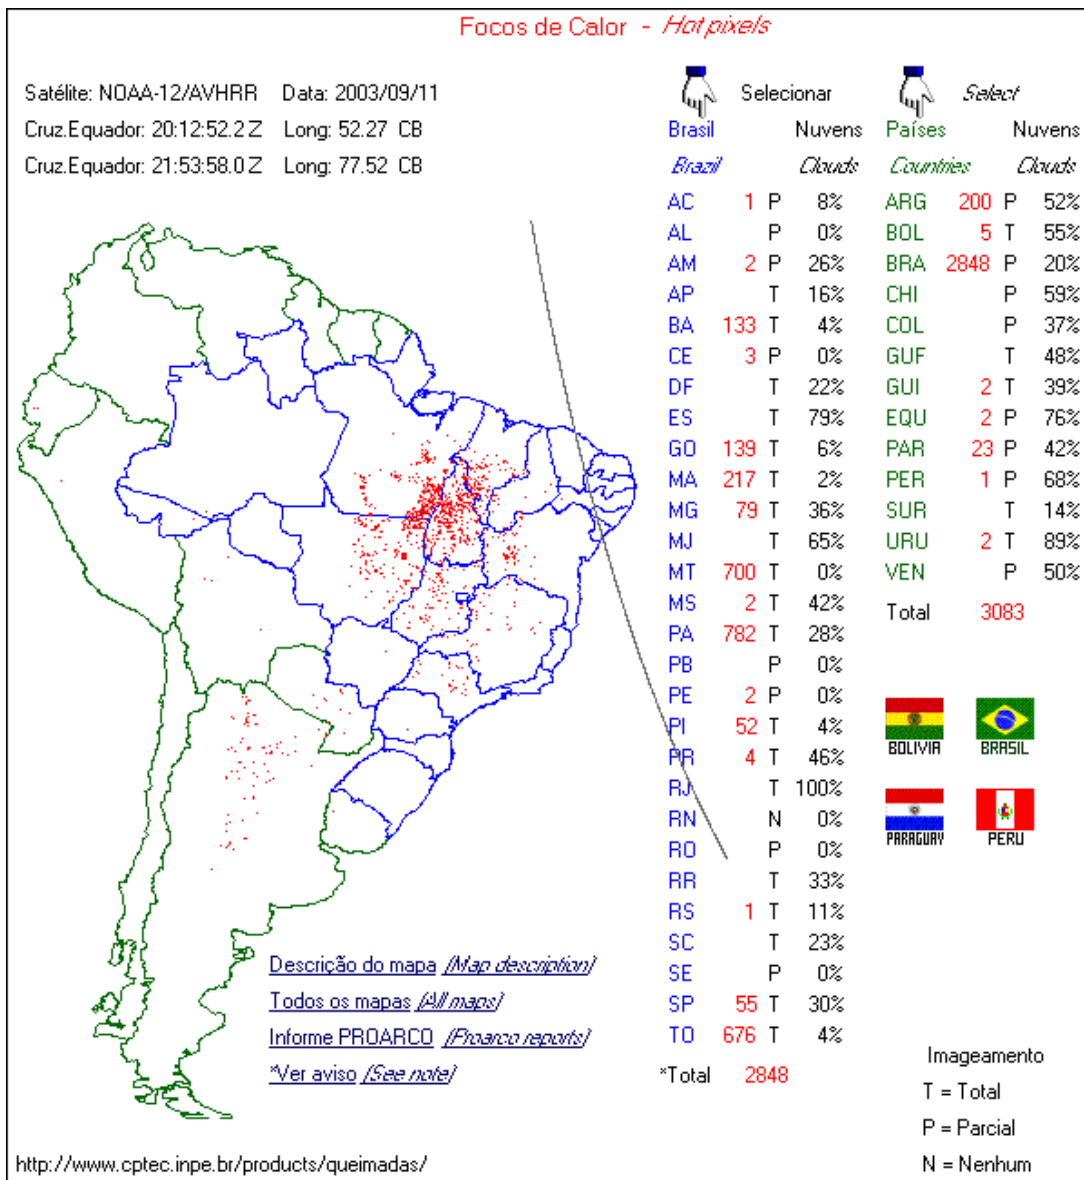 Focos de Calor - Hot pixels
Satélite: NOAA-12/AVHRR Data: 2003/09/11
Cruz.Equador: 20:12:52.2 Z Long: 52.27 CB
Cruz.Equador: 21:53:58.0 Z Long: 77.52 CB
Selecionar
Brasil Nuvens
Brazil Clouds
AC 1 P 8%
AL P 0%
AM 2 P 26%
AP T 16%
BA 133 T 4%
CE 3 P 0%
DF T 22%
ES T 79%
GO 139 T 6%
MA 217 T 2%
MG 79 T 36%
MJ T 65%
MT 700 T 0%
MS 2 T 42%
PA 782 T 28%
PB P 0%
PE 2 P 0%
PI 52 T 4%
PR 4 T 46%
RJ T 100%
RN N 0%
RO P 0%
RR T 33%
RS 1 T 11%
SC T 23%
SE P 0%
SP 55 T 30%
TO 676 T 4%
*Total 2848
Select
Países Nuvens
Countries Clouds
ARG 200 P 52%
BOL 5 T 55%
BRA 2848 P 20%
CHI P 59%
COL P 37%
GUF T 48%
GUI 2 T 39%
EQU 2 P 76%
PAR 23 P 42%
PER 1 P 68%
SUR T 14%
URU 2 T 89%
VEN P 50%
Total 3083
BOLIVIA BRASIL
PARAGUAY PERU
Descrição do mapa (Map description)
Todos os mapas (All maps)
Informe PROARCO (Proarco reports)
*Ver aviso (See note)
Imageamento
T = Total
P = Parcial
N = Nenhum
http://www.cptec.inpe.br/products/queimadas/